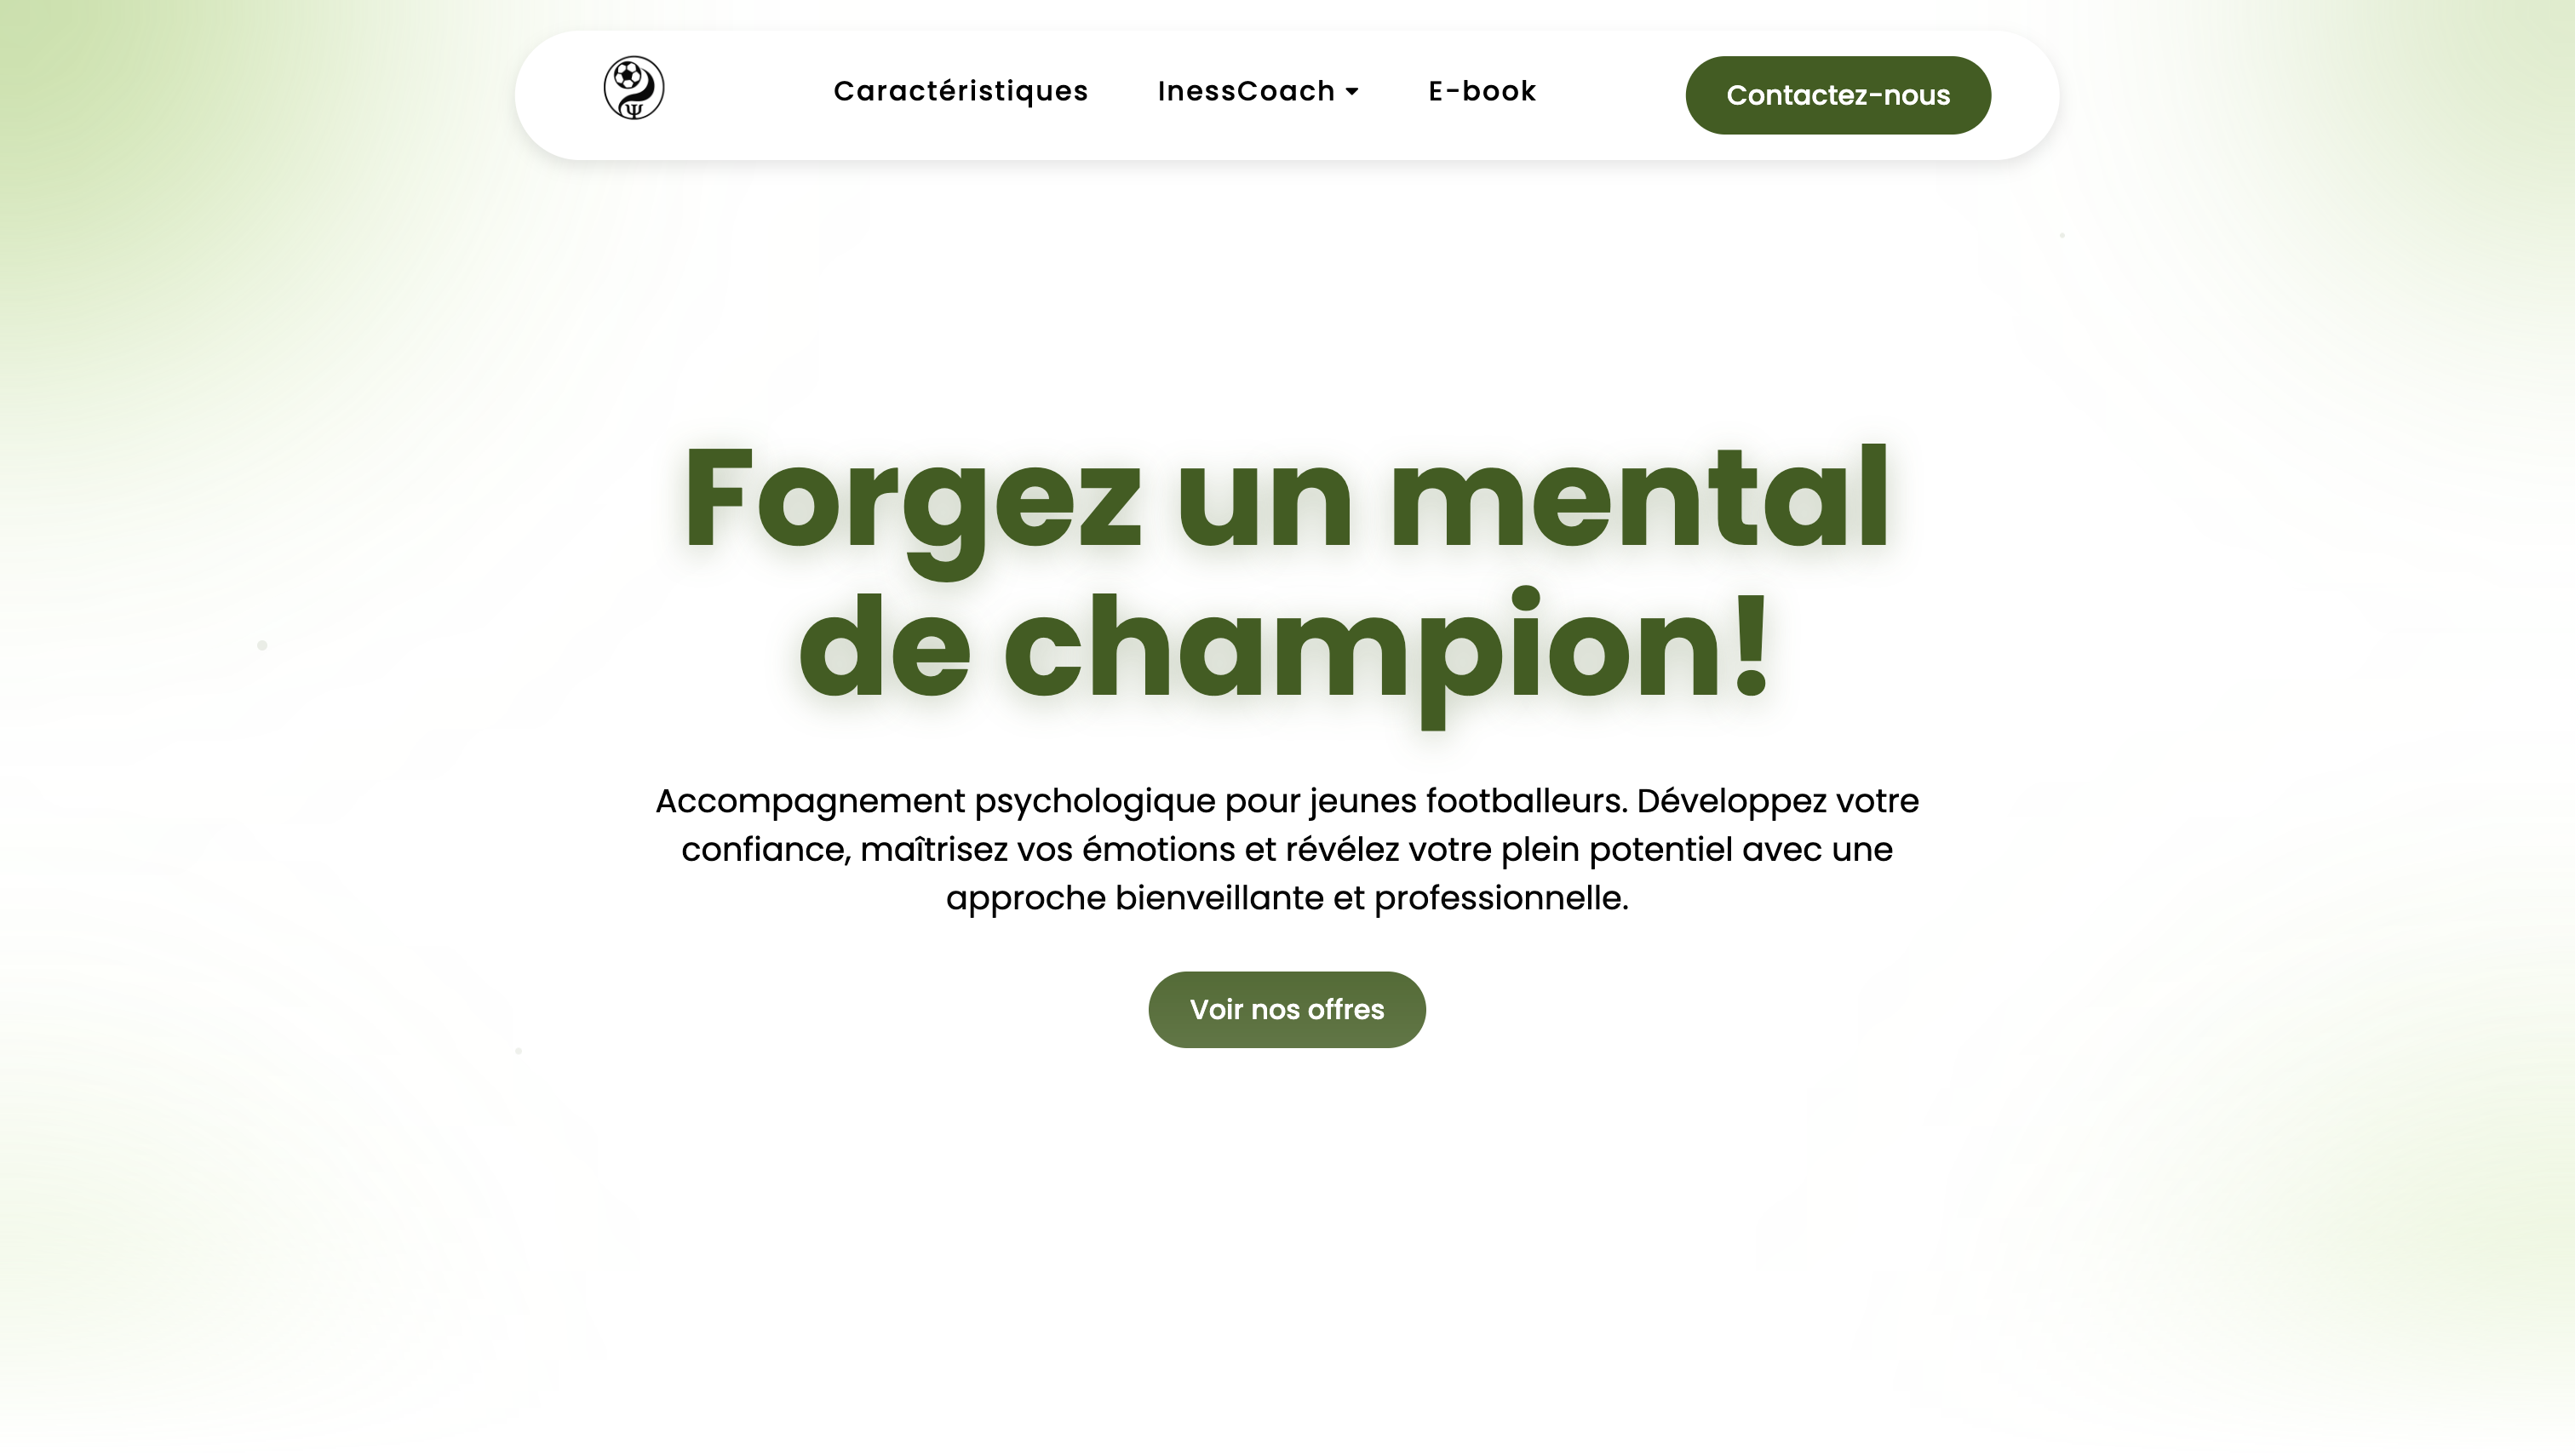 Caractéristiques
InessCoach
E-book
Contactez-nous
Forgez un mental
de champion!
Accompagnement psychologique pour jeunes footballeurs. Développez votre
confiance, maîtrisez vos émotions et révélez votre plein potentiel avec une
approche bienveillante et professionnelle.
Voir nos offres